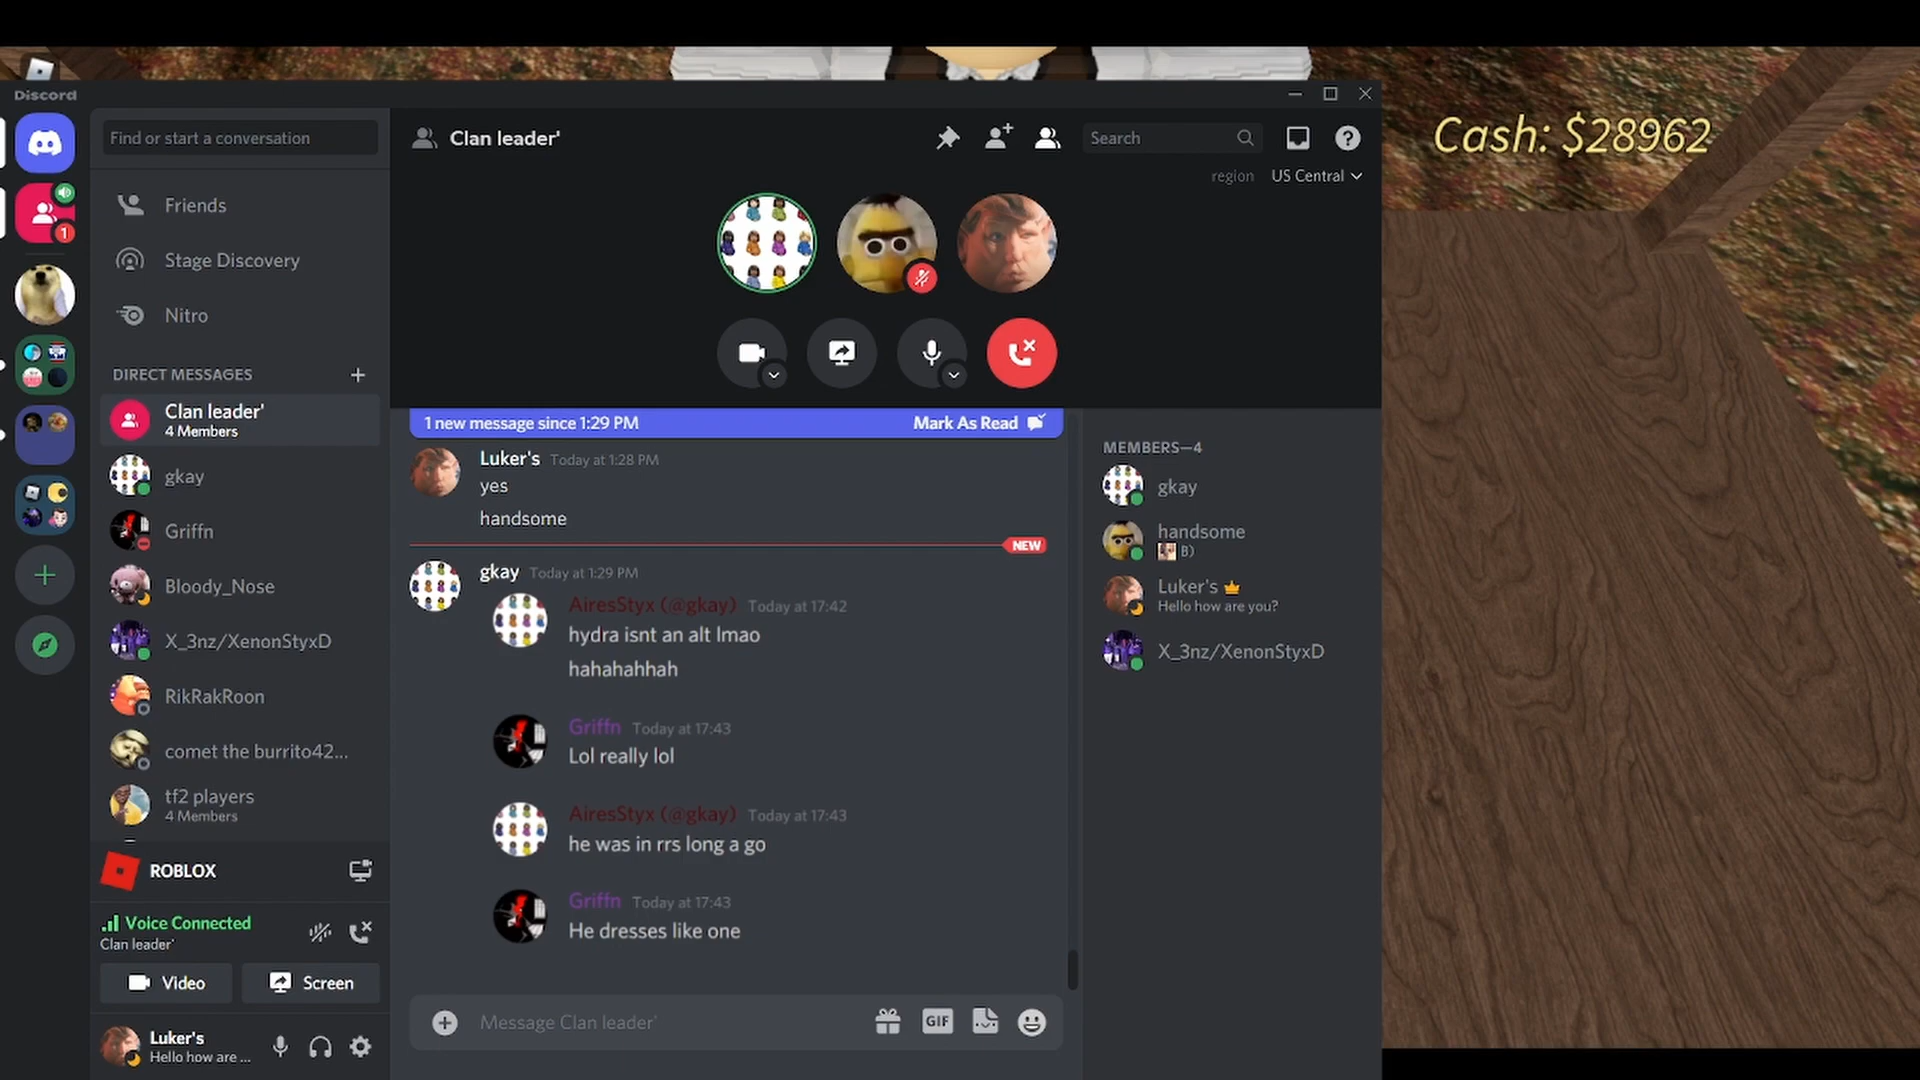 Discord
Find or start a conversation
Friends
Stage Discovery
Nitro
DIRECT MESSAGES
Clan leader'
4 Members
gkay
Griffn
Bloody_Nose
X_3nz/XenonStyxD
RikRakRoon
comet the burrito42...
tf2 players
4 Members
ROBLOX
Voice Connected
Clan leader'
Video
Screen
Luker's
Hello how are ...
1
Clan leader'
Search
region US Central
1 new message since 1:29 PM Mark As Read
Luker's Today at 1:28 PM
yes
handsome
NEW
gkay Today at 1:29 PM
AiresStyx (@gkay) Today at 17:42
hydra isnt an alt lmao
hahahahhah
Griffn Today at 17:43
Lol really lol
AiresStyx (@gkay) Today at 17:43
he was in rrs long a go
Griffn Today at 17:43
He dresses like one
Message Clan leader'
GIF
MEMBERS—4
gkay
handsome
B)
Luker's
Hello how are you?
X_3nz/XenonStyxD
Cash: $28962